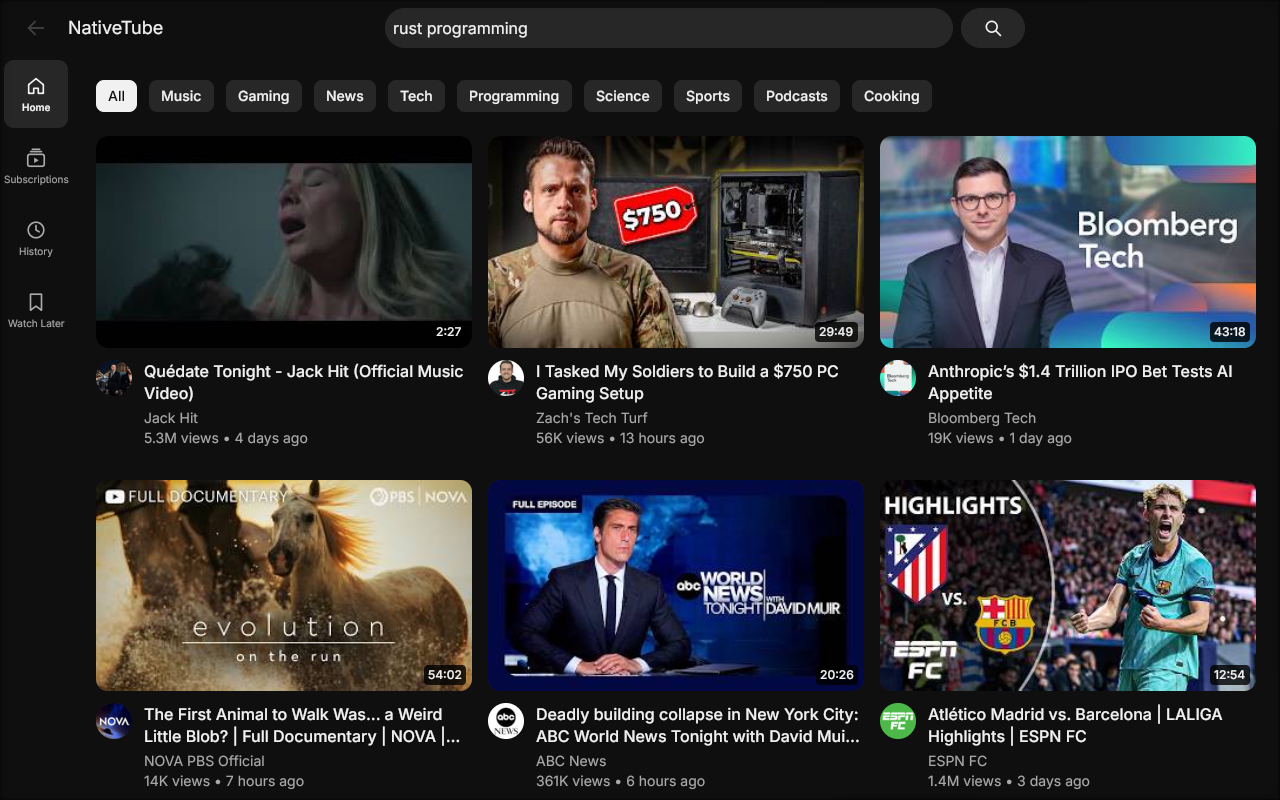 NativeTube
rust programming
Home
Subscriptions
History
Watch Later
All
Music
Gaming
News
Tech
Programming
Science
Sports
Podcasts
Cooking
2:27
Quédate Tonight - Jack Hit (Official Music
Video)
Jack Hit
5.3M views • 4 days ago
$750
29:49
I Tasked My Soldiers to Build a $750 PC
Gaming Setup
Zach's Tech Turf
56K views • 13 hours ago
Bloomberg
Tech
43:18
Anthropic’s $1.4 Trillion IPO Bet Tests AI
Appetite
Bloomberg Tech
19K views • 1 day ago
FULL DOCUMENTARY
PBS | NOVA
evolution
on the run
54:02
NOVA
The First Animal to Walk Was... a Weird
Little Blob? | Full Documentary | NOVA |...
NOVA PBS Official
14K views • 7 hours ago
FULL EPISODE
abc
WORLD
NEWS
TONIGHT
WITH
DAVID MUIR
20:26
abc
NEWS
Deadly building collapse in New York City:
ABC World News Tonight with David Mui...
ABC News
361K views • 6 hours ago
HIGHLIGHTS
VS.
FCB
ESPN
FC
12:54
ESPN
FC
Atlético Madrid vs. Barcelona | LALIGA
Highlights | ESPN FC
ESPN FC
1.4M views • 3 days ago